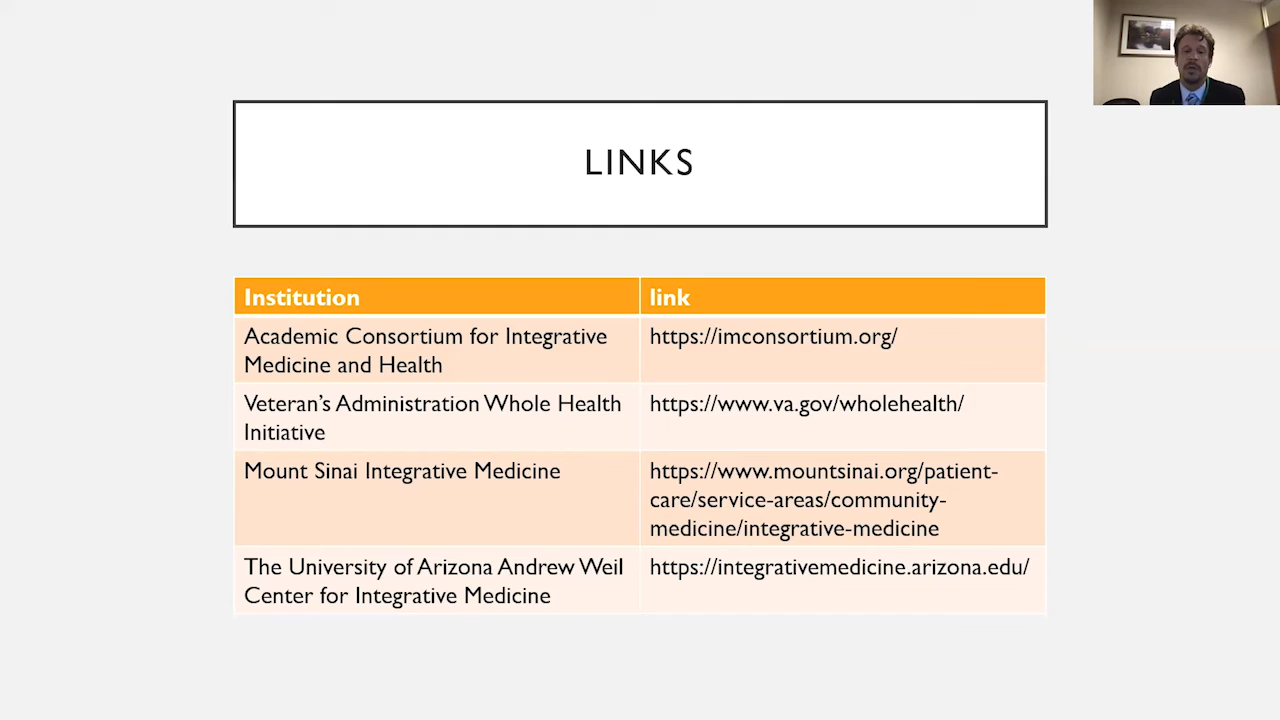 LINKS
Institution
link
Academic Consortium for Integrative
Medicine and Health
https://imconsortium.org/
Veteran's Administration Whole Health
Initiative
https://www.va.gov/wholehealth/
Mount Sinai Integrative Medicine
https://www.mountsinai.org/patient-
care/service-areas/community-
medicine/integrative-medicine
The University of Arizona Andrew Weil
Center for Integrative Medicine
https://integrativemedicine.arizona.edu/